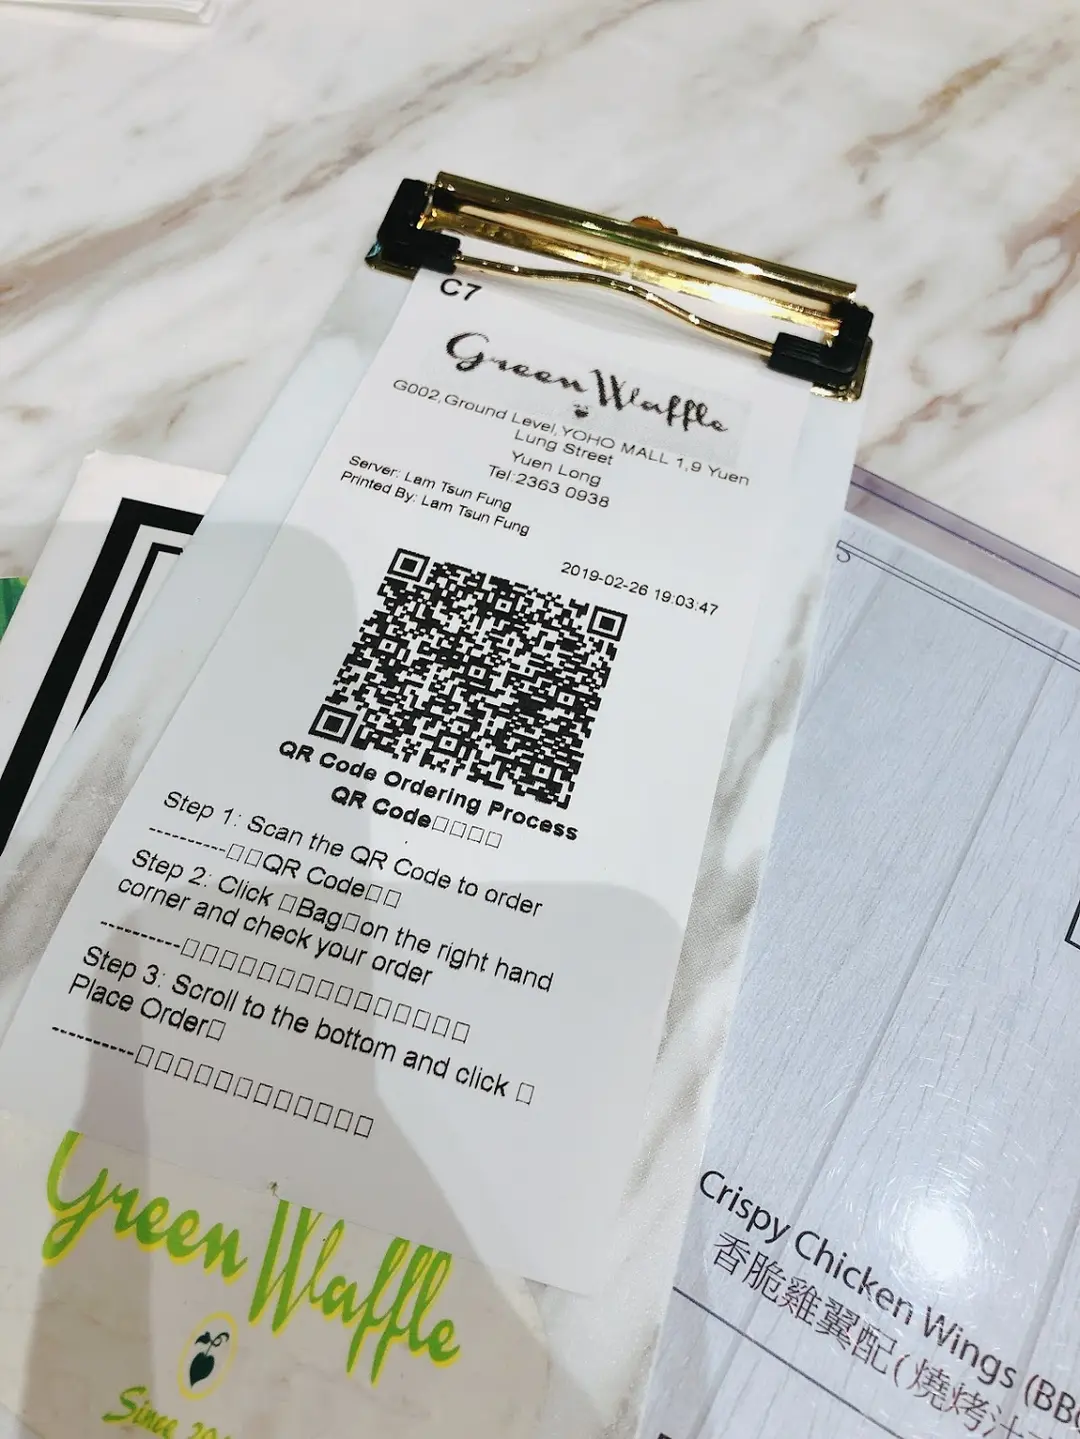 C7
Green Waffle
G002,Ground Level,YOHO MALL 1,9 Yuen
Lung Street
Yuen Long
Tel:2363 0938
Server: Lam Tsun Fung
Printed By: Lam Tsun Fung
2019-02-26 19:03:47
QR Code Ordering Process
QR Code□□□□
Step 1: Scan the QR Code to order
----------□□QR Code□□
Step 2: Click □Bag□on the right hand
corner and check your order
----------□□□□□□□□□□□□□□□
Step 3: Scroll to the bottom and click □
Place Order□
----------□□□□□□□□□□□□□
Green Waffle
Since
Crispy Chicken Wings (BBQ
香脆雞翼配(燒烤汁